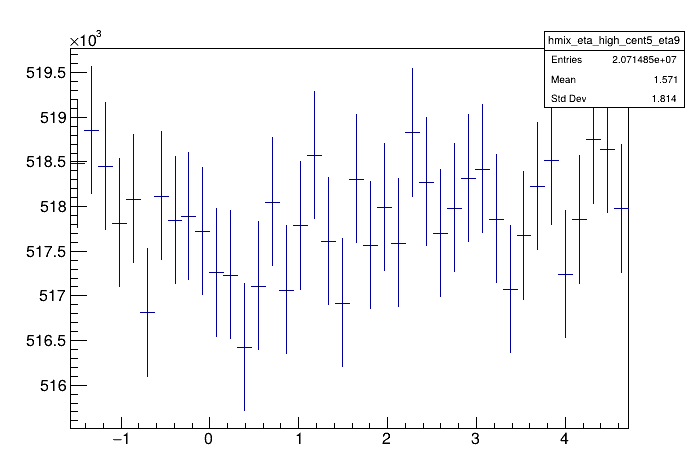 ×10³
hmix_eta_high_cent5_eta9
Entries 2.071485e+07
Mean 1.571
Std Dev 1.814
519.5
519
518.5
518
517.5
517
516.5
516
−1 0 1 2 3 4